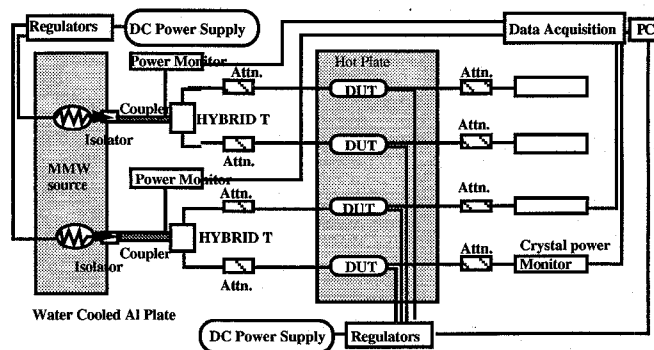 Regulators
DC Power Supply
Data Acquisition
PC
Power Monitor
Attn.
Hot Plate
Attn.
DUT
Coupler
HYBRID T
Isolator
DUT
Attn.
Attn.
MMW
source
Power Monitor
Attn.
Attn.
DUT
HYBRID T
Coupler
Isolator
Crystal power
Attn.
Monitor
DUT
Attn.
Water Cooled Al Plate
DC Power Supply
Regulators